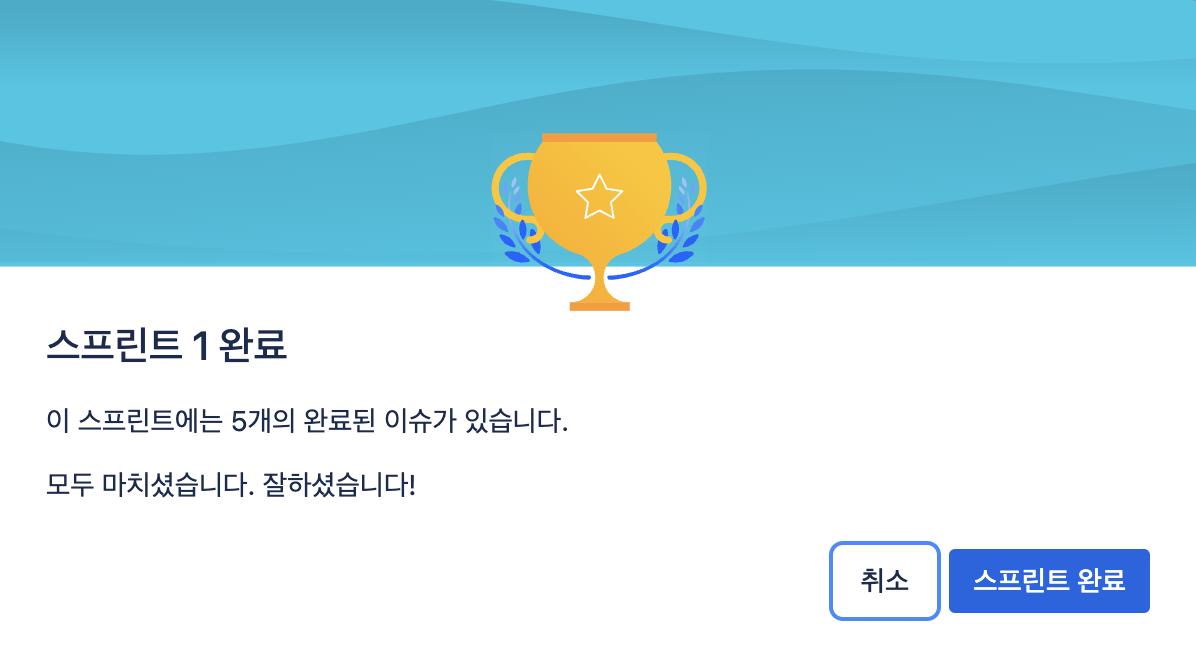 스프린트 1 완료
이 스프린트에는 5개의 완료된 이슈가 있습니다.
모두 마치셨습니다. 잘하셨습니다!
취소
스프린트 완료